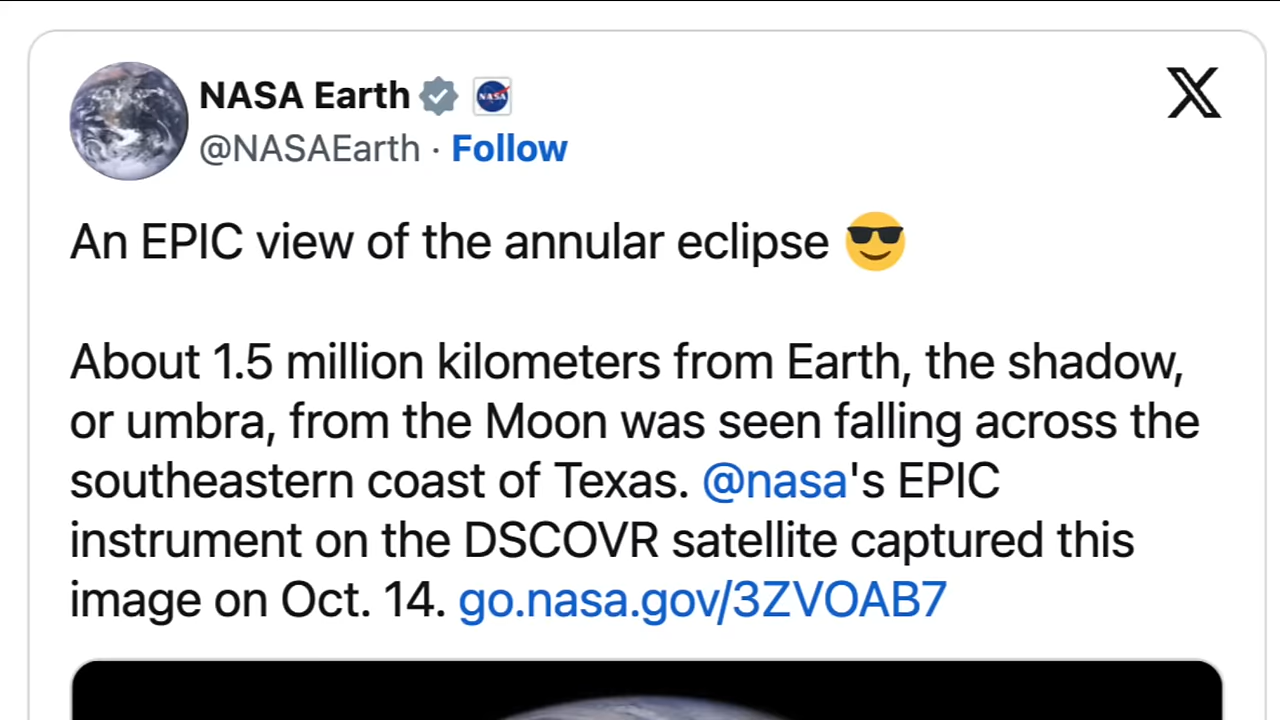 NASA Earth NASA
@NASAEarth · Follow
X
An EPIC view of the annular eclipse 😎
About 1.5 million kilometers from Earth, the shadow,
or umbra, from the Moon was seen falling across the
southeastern coast of Texas. @nasa's EPIC
instrument on the DSCOVR satellite captured this
image on Oct. 14. go.nasa.gov/3ZVOAB7